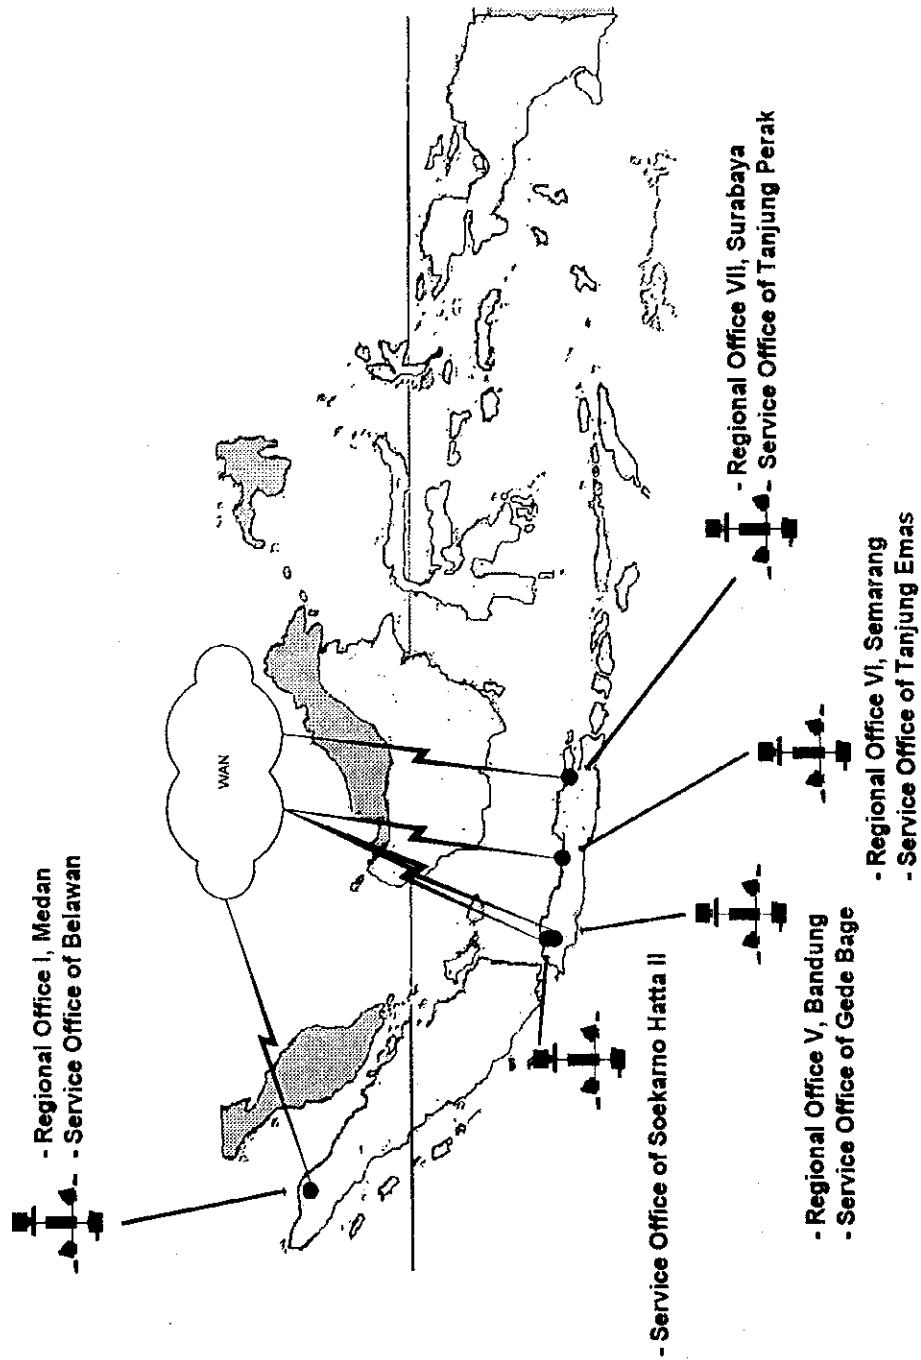 - Regional Office I, Medan
- Service Office of Belawan
WAN
- Service Office of Soekarno Hatta II
- Regional Office V, Bandung
- Service Office of Gede Bage
- Regional Office VI, Semarang
- Service Office of Tanjung Emas
- Regional Office VII, Surabaya
- Service Office of Tanjung Perak